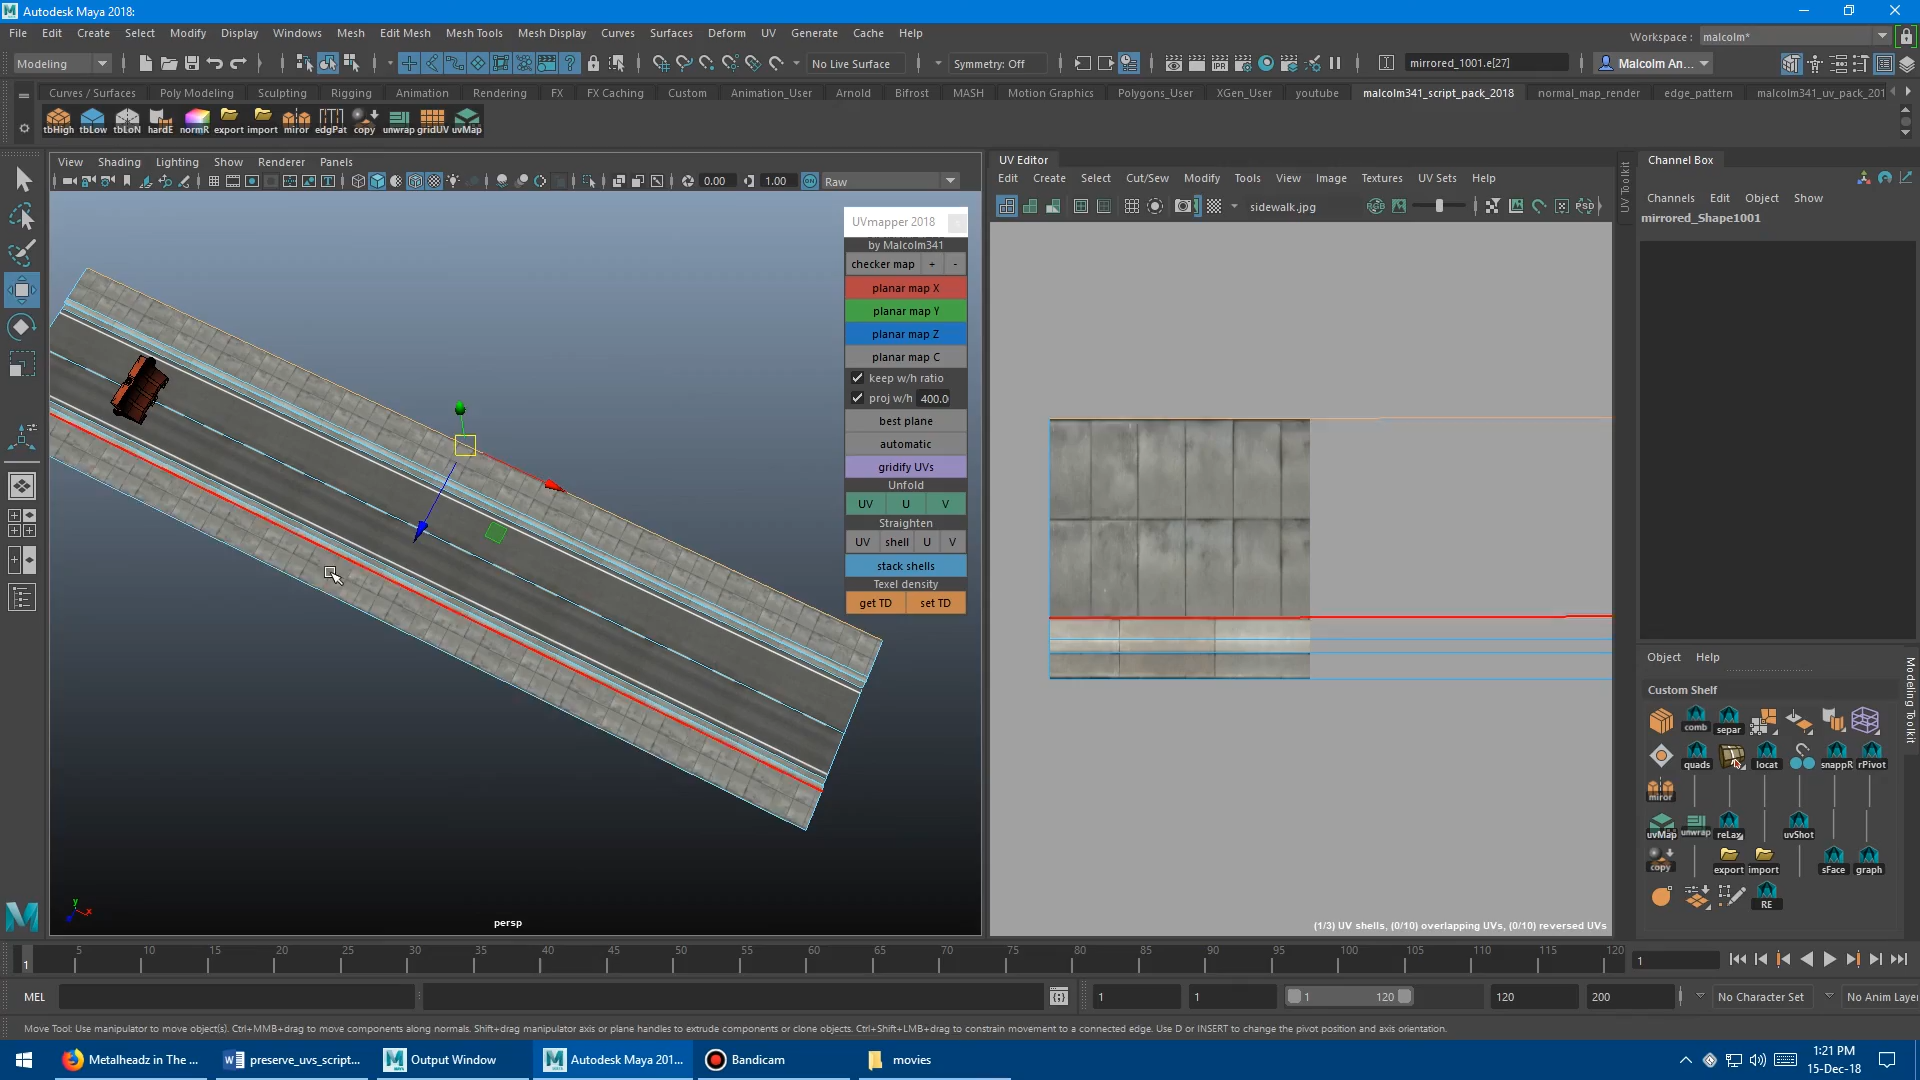 Autodesk Maya 2018:
File Edit Create Select Modify Display Windows Mesh Edit Mesh Mesh Tools Mesh Display Curves Surfaces Deform UV Generate Cache Help
Workspace : malcolm*
Modeling
No Live Surface
Symmetry: Off
mirrored_1001.e[27]
Malcolm An...
Curves / Surfaces Poly Modeling Sculpting Rigging Animation Rendering FX FX Caching Custom Animation_User Arnold Bifrost MASH Motion Graphics Polygons_User XGen_User youtube malcolm341_script_pack_2018 normal_map_render edge_pattern malcolm341_uv_pack_201
tbHigh tbLow tbLoN hardE normR export import miror edgPat copy unwrap gridUV uvMap
View Shading Lighting Show Renderer Panels
0.00 1.00 Raw
UVmapper 2018
by Malcolm341
checker map + -
planar map X
planar map Y
planar map Z
planar map C
keep w/h ratio
proj w/h 400.0
best plane
automatic
gridify UVs
Unfold
UV U V
Straighten
UV shell U V
stack shells
Texel density
get TD set TD
persp
UV Editor
Edit Create Select Cut/Sew Modify Tools View Image Textures UV Sets Help
sidewalk.jpg
RGB
PSD
(1/3) UV shells, (0/10) overlapping UVs, (0/10) reversed UVs
UV Toolkit
Channel Box
Channels Edit Object Show
mirrored_Shape1001
Object Help
Custom Shelf
comb separ
quads locat snappR rPivot
miror
uvMap unwrap reLax uvShot
copy export import sFace graph
RE
Modeling Toolkit
5 10 15 20 25 30 35 40 45 50 55 60 65 70 75 80 85 90 95 100 105 110 115 120
1
1
MEL
1 1 1 120 120 200 No Character Set No Anim Laye
Move Tool: Use manipulator to move object(s). Ctrl+MMB+drag to move components along normals. Shift+drag manipulator axis or plane handles to extrude components or clone objects. Ctrl+Shift+LMB+drag to constrain movement to a connected edge. Use D or INSERT to change the pivot position and axis orientation.
Metalheadz in The ...
preserve_uvs_script...
Output Window
Autodesk Maya 201...
Bandicam
movies
1:21 PM
15-Dec-18